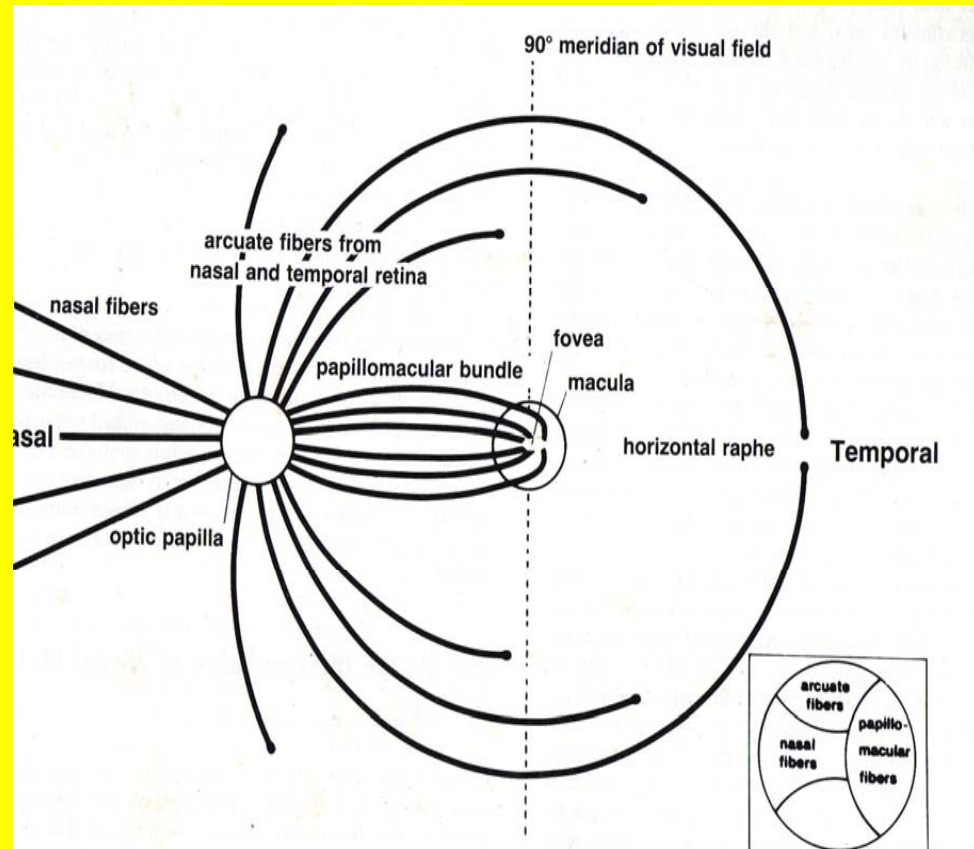 90° meridian of visual field
arcuate fibers from
nasal and temporal retina
nasal fibers
fovea
papillomacular bundle
macula
asal
horizontal raphe
Temporal
optic papilla
arcuate
fibers
papillo-
nasal
macular
fibers
fibers